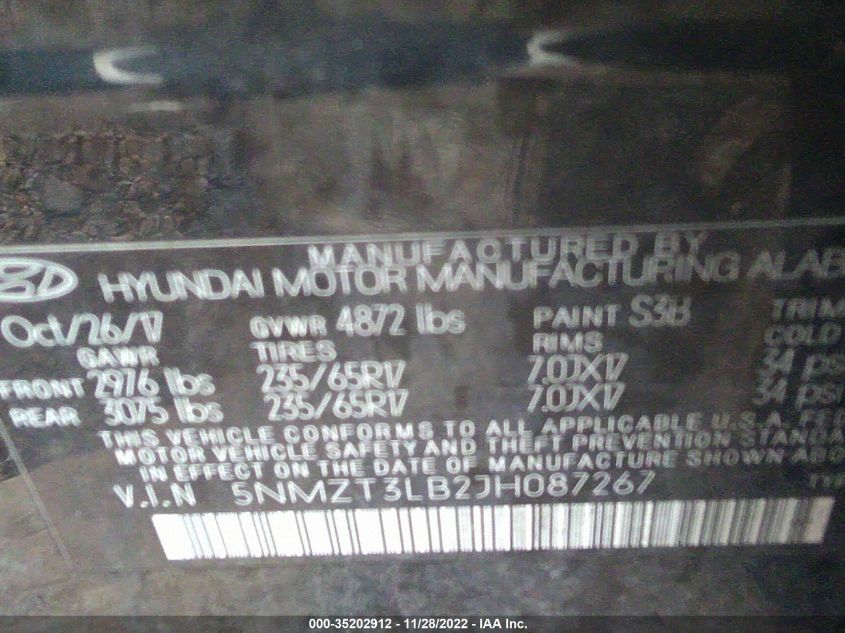 MANUFACTURED BY
HYUNDAI MOTOR MANUFACTURING ALAB
Oct/26/17 GVWR 4872 lbs PAINT S3B TRIM
GAWR TIRES RIMS COLD
FRONT 2976 lbs 235/65R17 7.0JX17 34 psi
REAR 3075 lbs 235/65R17 7.0JX17 34 psi
THIS VEHICLE CONFORMS TO ALL APPLICABLE U.S.A. FED
MOTOR VEHICLE SAFETY AND THEFT PREVENTION STANDA
IN EFFECT ON THE DATE OF MANUFACTURE SHOWN ABO
V.I.N 5NMZT3LB2JH087267 TYP
000-35202912 - 11/28/2022 - IAA Inc.